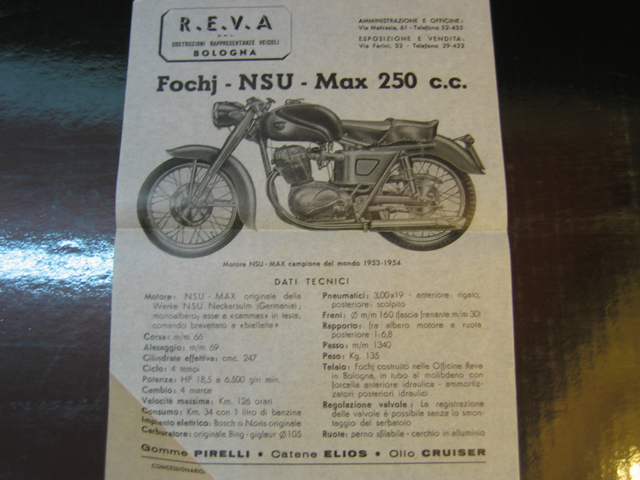 R.E.V.A
s.r.l.
COSTRUZIONI RAPPRESENTANZE VEICOLI
BOLOGNA
AMMINISTRAZIONE E OFFICINE:
Via Malvasia, 61 - Telefono 52-455
ESPOSIZIONE E VENDITA:
Via Farini, 32 - Telefono 29-422
Fochj - NSU - Max 250 c.c.
Motore NSU - MAX campione del mondo 1953-1954
DATI TECNICI
Motore: NSU - MAX originale della
Werke NSU Neckarsulm (Germania);
monoalbero; asse a «cammes» in testa,
comando brevettato a «biellette»
Corsa: m/m 66
Alesaggio: m/m 69
Cilindrata effettiva: cmc. 247
Ciclo: 4 tempi
Potenza: HP 18,5 a 6.500 giri min.
Cambio: 4 marce
Velocità massima: Km. 126 orari
Consumo: Km. 34 con 1 litro di benzina
Impianto elettrico: Bosch o Noris originale
Carburatore: originale Bing - gigleur Ø 105
Pneumatici: 3,00x19 - anteriore: rigato,
posteriore: scolpito
Freni: Ø m/m 160 (fascia frenante m/m 30)
Rapporto: fra albero motore e ruota
posteriore 1:6,8
Passo: m/m 1340
Peso: Kg. 135
Telaio: Fochj costruito nelle Officine Reva
in Bologna, in tubo al molibdeno con
forcella anteriore idraulica - ammortiz-
zatori posteriori idraulici
Regolazione valvole: La registrazione
delle valvole è possibile senza lo smon-
taggio del serbatoio
Ruote: perno sfilabile - cerchio in alluminio
Gomme PIRELLI • Catene ELIOS • Olio CRUISER
CONCESSIONARIO: